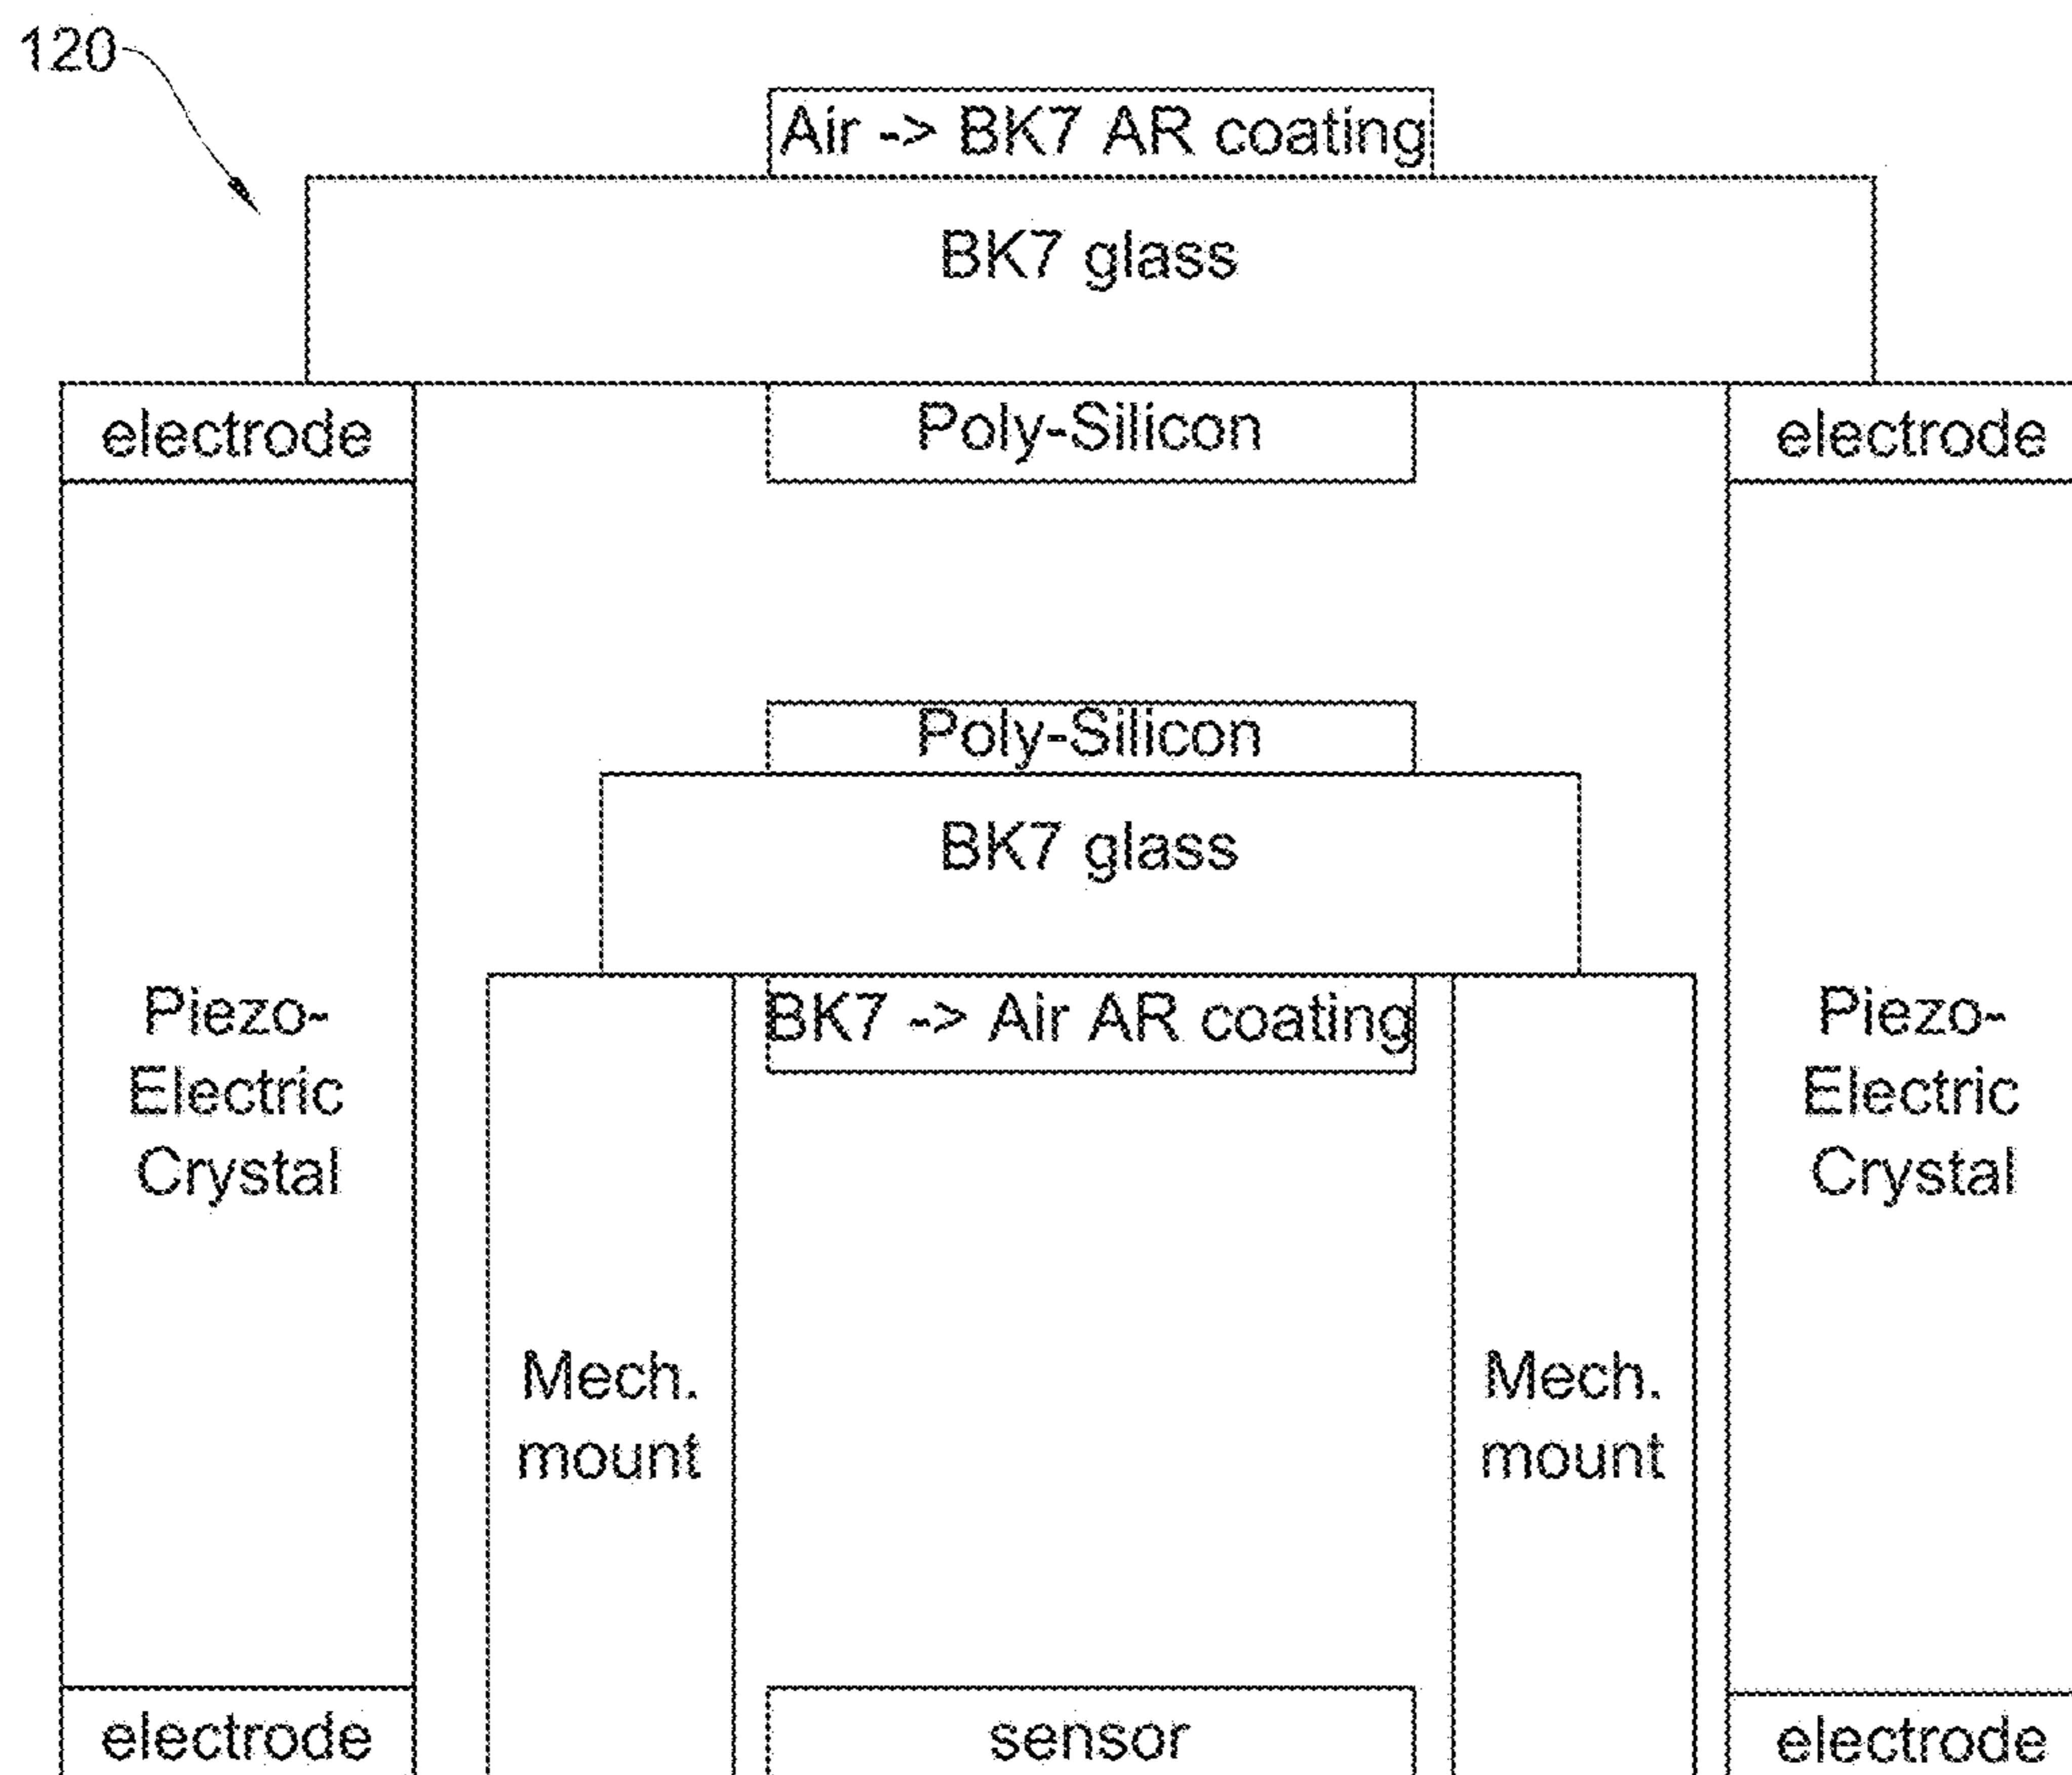 120
Air -> BK7 AR coating
BK7 glass
electrode
Poly-Silicon
electrode
Poly-Silicon
BK7 glass
BK7 -> Air AR coating
Piezo-
Electric
Crystal
Piezo-
Electric
Crystal
Mech.
mount
Mech.
mount
electrode
sensor
electrode